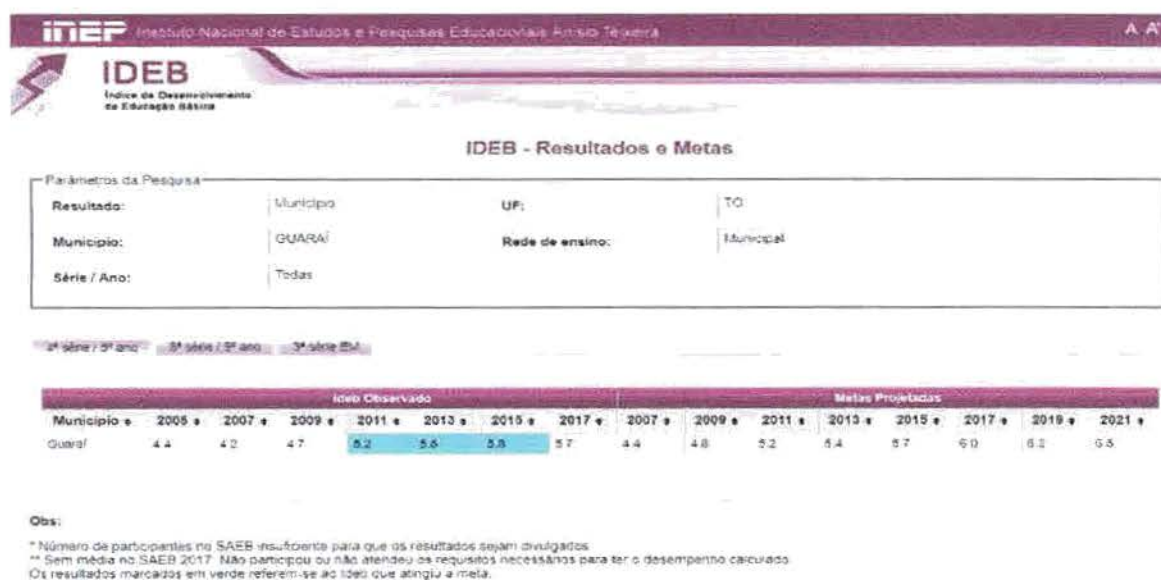 inep Instituto Nacional de Estudos e Pesquisas Educacionais Anísio Teixeira A A+
IDEB
Índice de Desenvolvimento
da Educação Básica
IDEB - Resultados e Metas
Parâmetros da Pesquisa
Resultado: Município UF: TO
Município: GUARAÍ Rede de ensino: Municipal
Série / Ano: Todas
4ª série / 5º ano 8ª série / 9º ano 3ª série EM
Ideb Observado Metas Projetadas
Município 2005 2007 2009 2011 2013 2015 2017 2007 2009 2011 2013 2015 2017 2019 2021
Guaraí 4.4 4.2 4.7 5.2 5.6 5.8 5.7 4.4 4.8 5.2 5.4 5.7 6.0 6.2 6.5
Obs:
* Número de participantes no SAEB insuficiente para que os resultados sejam divulgados.
** Sem média no SAEB 2017: Não participou ou não atendeu os requisitos necessários para ter o desempenho calculado.
Os resultados marcados em verde referem-se ao Ideb que atingiu a meta.